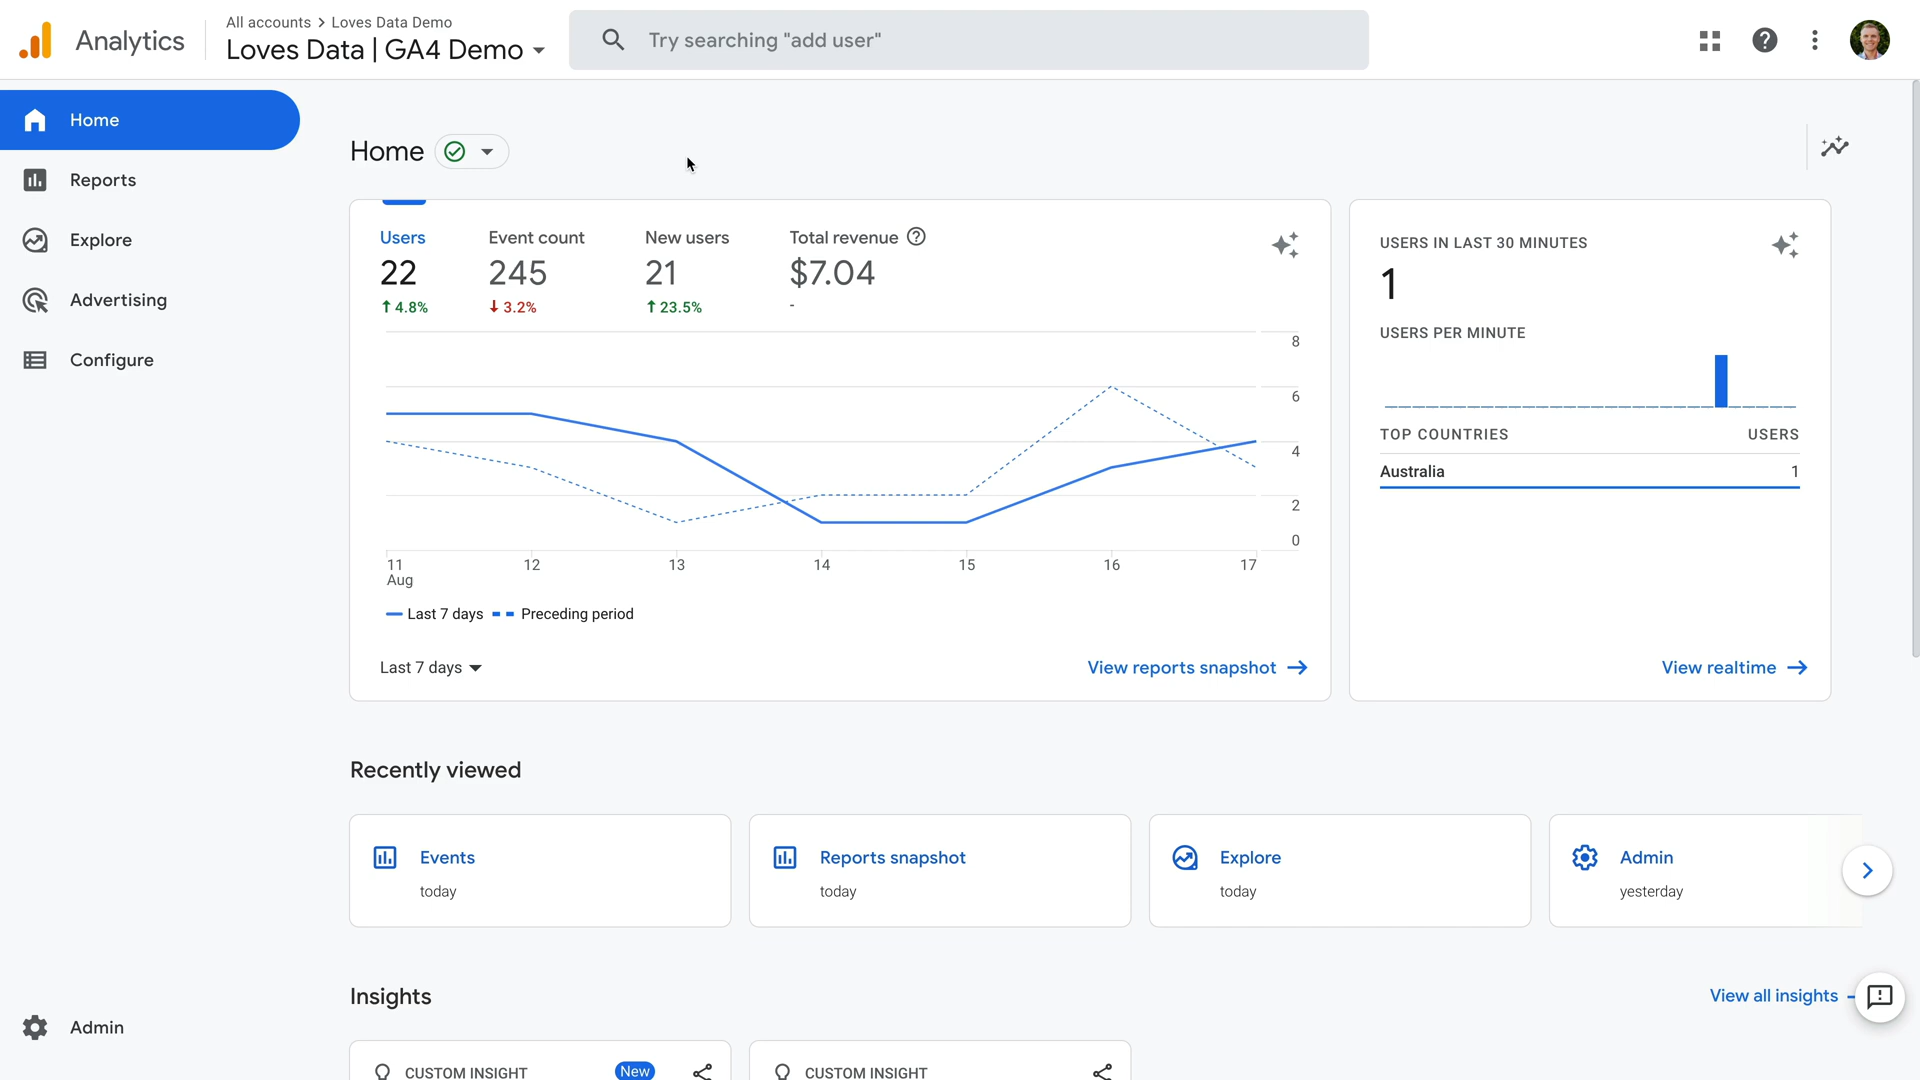 Analytics
All accounts > Loves Data Demo
Loves Data | GA4 Demo
Try searching "add user"
Home
Reports
Explore
Advertising
Configure
Admin
Home
Users
22
4.8%
Event count
245
3.2%
New users
21
23.5%
Total revenue
$7.04
-
8
6
4
2
0
11
Aug
12
13
14
15
16
17
Last 7 days
Preceding period
Last 7 days
View reports snapshot
USERS IN LAST 30 MINUTES
1
USERS PER MINUTE
TOP COUNTRIES USERS
Australia 1
View realtime
Recently viewed
Events
today
Reports snapshot
today
Explore
today
Admin
yesterday
Insights
View all insights
CUSTOM INSIGHT New
CUSTOM INSIGHT